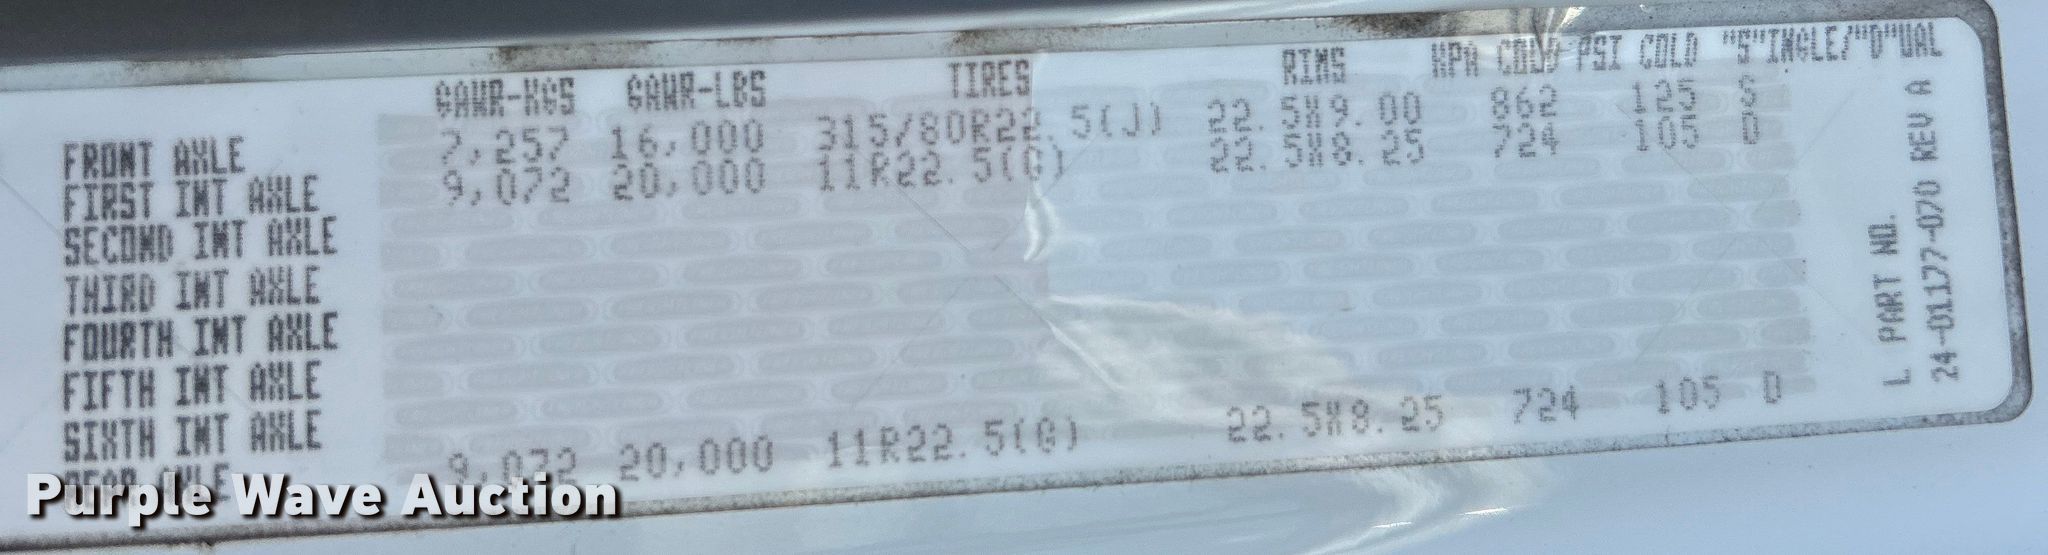 GAWR-KGS GAWR-LBS TIRES RIMS KPA COLD PSI COLD "S"INGLE/"D"UAL
FRONT AXLE 7,257 16,000 315/80R22.5(J) 22.5X9.00 862 125 S
FIRST INT AXLE 9,072 20,000 11R22.5(G) 22.5X8.25 724 105 D
SECOND INT AXLE
THIRD INT AXLE
FOURTH INT AXLE
FIFTH INT AXLE
SIXTH INT AXLE
REAR AXLE 9,072 20,000 11R22.5(G) 22.5X8.25 724 105 D
L PART NO.
24-01177-070 REV A
Purple Wave Auction